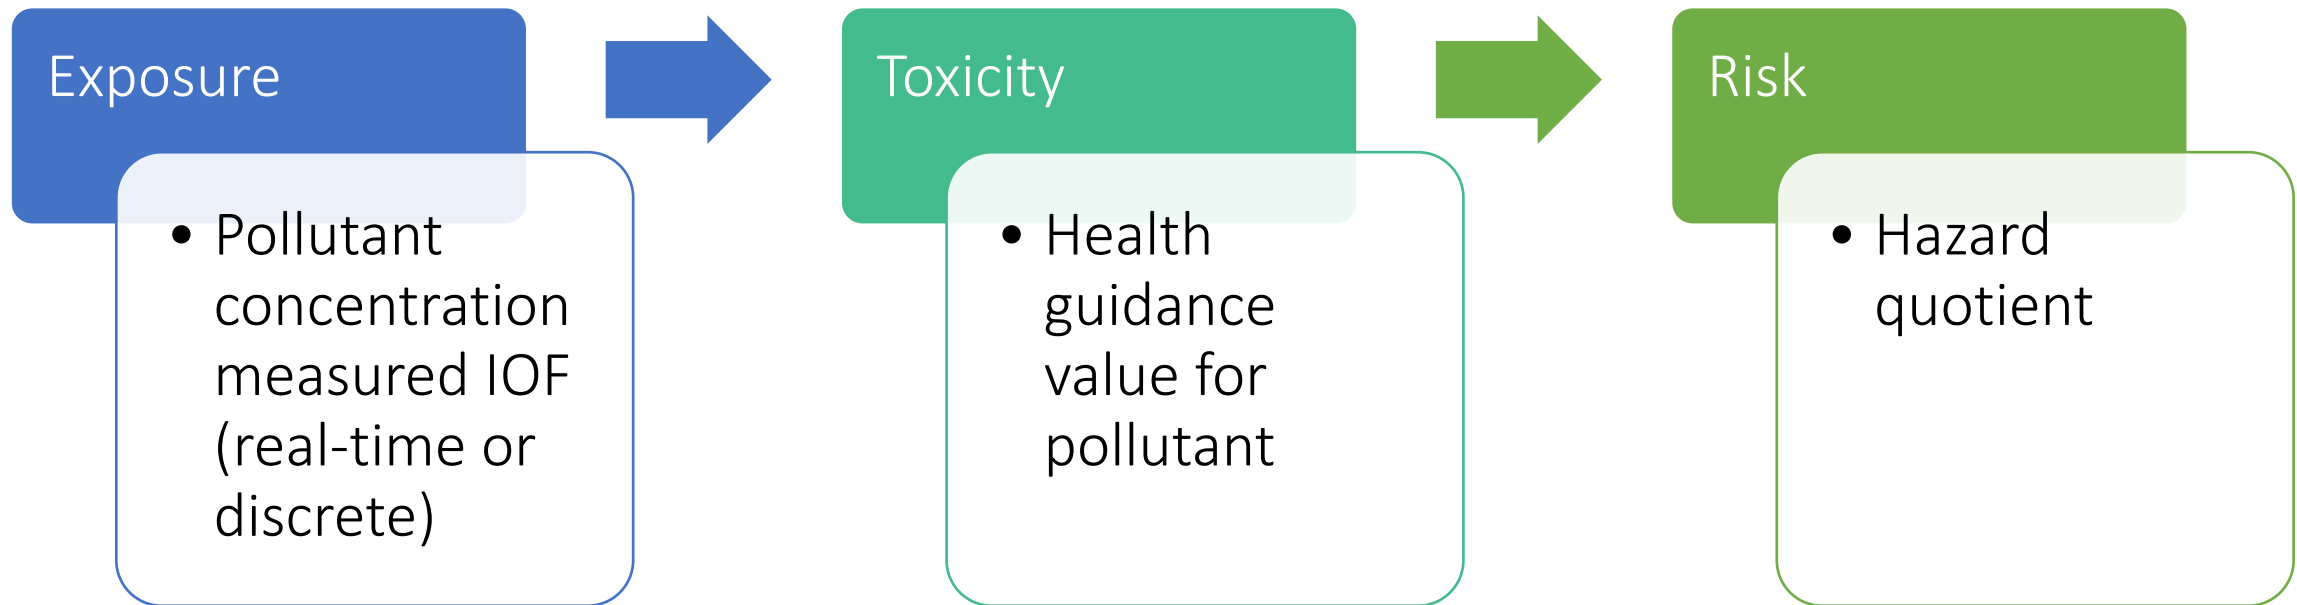 Exposure
• Pollutant
concentration
measured IOF
(real-time or
discrete)
Toxicity
• Health
guidance
value for
pollutant
Risk
• Hazard
quotient